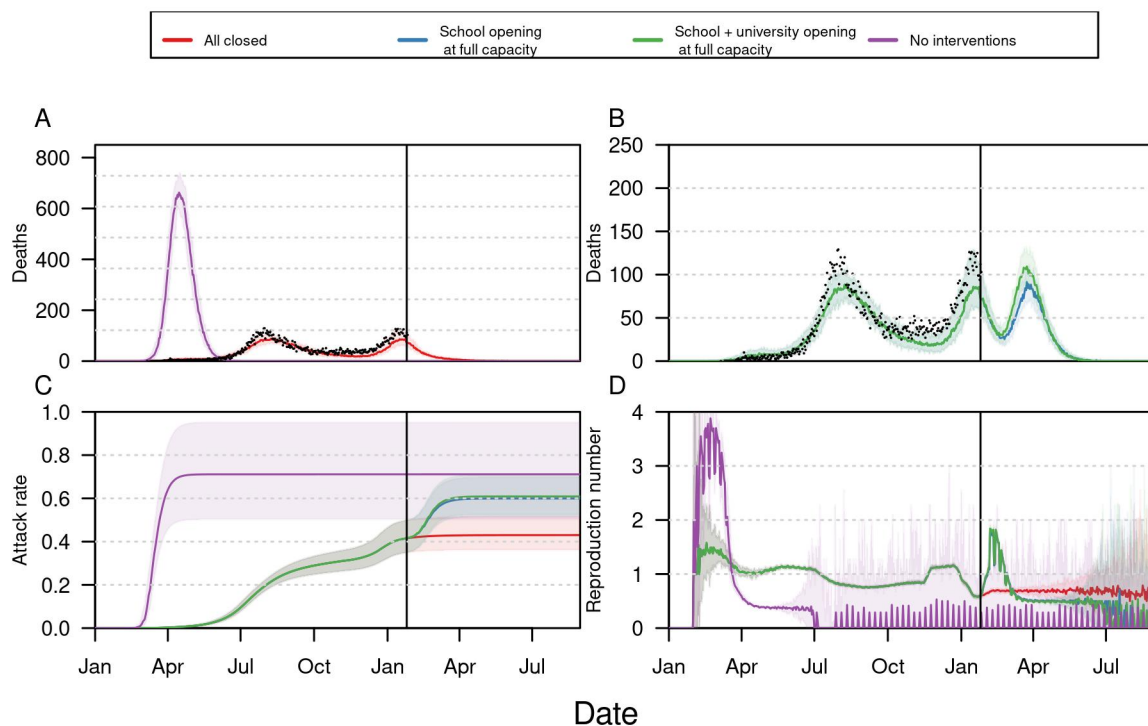 All closed
School opening
at full capacity
School + university opening
at full capacity
No interventions
A
B
800
600
400
200
0
Deaths
250
200
150
100
50
0
Deaths
C
D
1.0
0.8
0.6
0.4
0.2
0.0
Attack rate
4
3
2
1
0
Reproduction number
Jan Apr Jul Oct Jan Apr Jul
Jan Apr Jul Oct Jan Apr Jul
Date